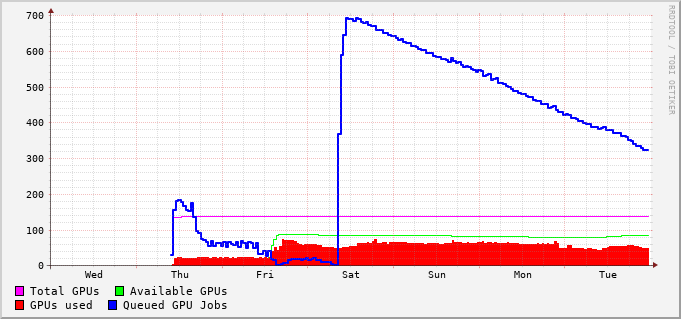 700
600
500
400
300
200
100
0
Wed Thu Fri Sat Sun Mon Tue
Total GPUs Available GPUs
GPUs used Queued GPU Jobs
RRDTOOL / TOBI OETIKER